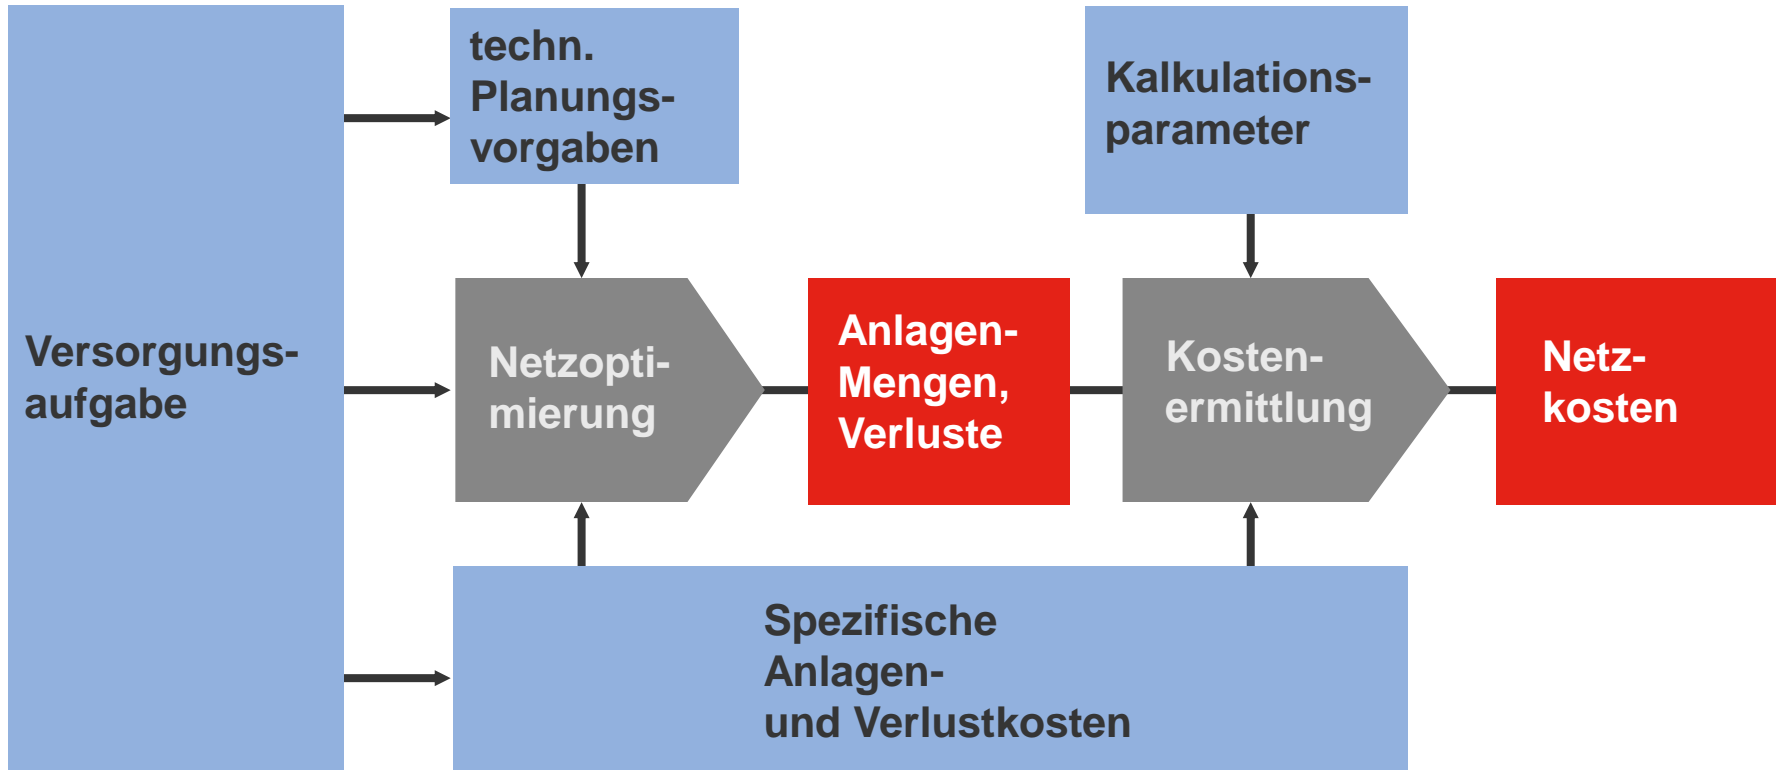 techn.
Planungs-
vorgaben
Kalkulations-
parameter
Versorgungs-
aufgabe
Netzopti-
mierung
Anlagen-
Mengen,
Verluste
Kosten-
ermittlung
Netz-
kosten
Spezifische
Anlagen-
und Verlustkosten